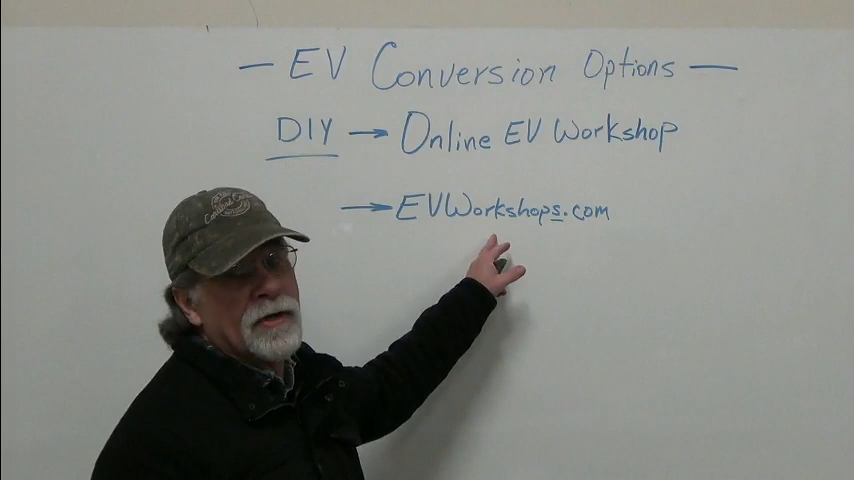 — EV Conversion Options —
DIY → Online EV Workshop
→ EVWorkshops.com